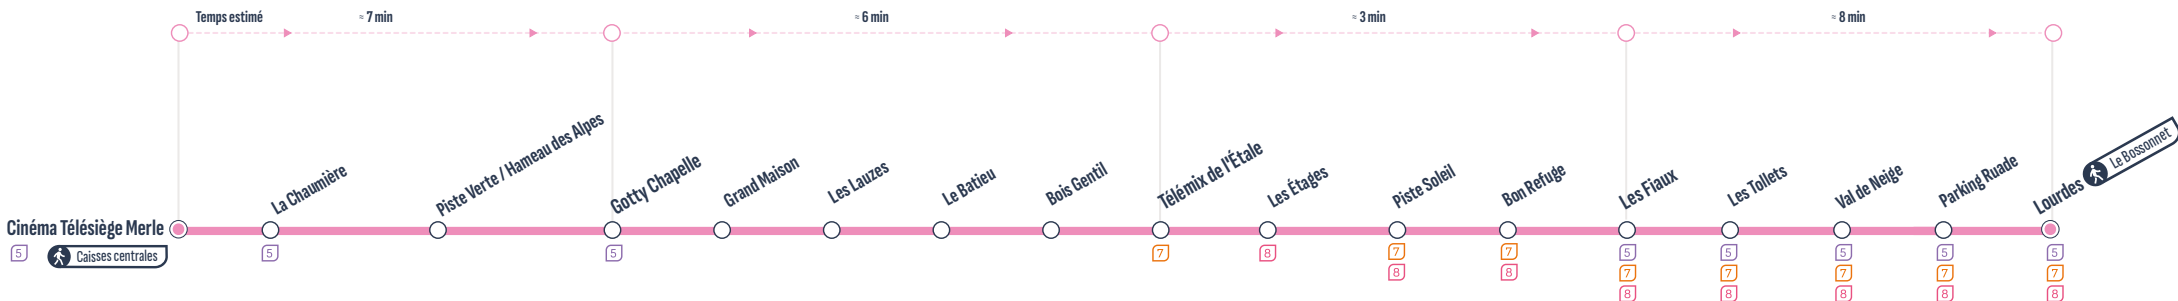 Temps estimé
≈ 7 min
≈ 6 min
≈ 3 min
≈ 8 min
Cinéma Télésiège Merle
5
Caisses centrales
La Chaumière
5
Piste Verte / Hameau des Alpes
Gotty Chapelle
5
Grand Maison
Les Lauzes
Le Batieu
Bois Gentil
Télémix de l'Étale
7
Les Étages
8
Piste Soleil
7
8
Bon Refuge
7
8
Les Fiaux
5
7
8
Les Tollets
5
7
8
Val de Neige
5
7
8
Parking Ruade
5
7
8
Lourdes
Le Bossonnet
5
7
8